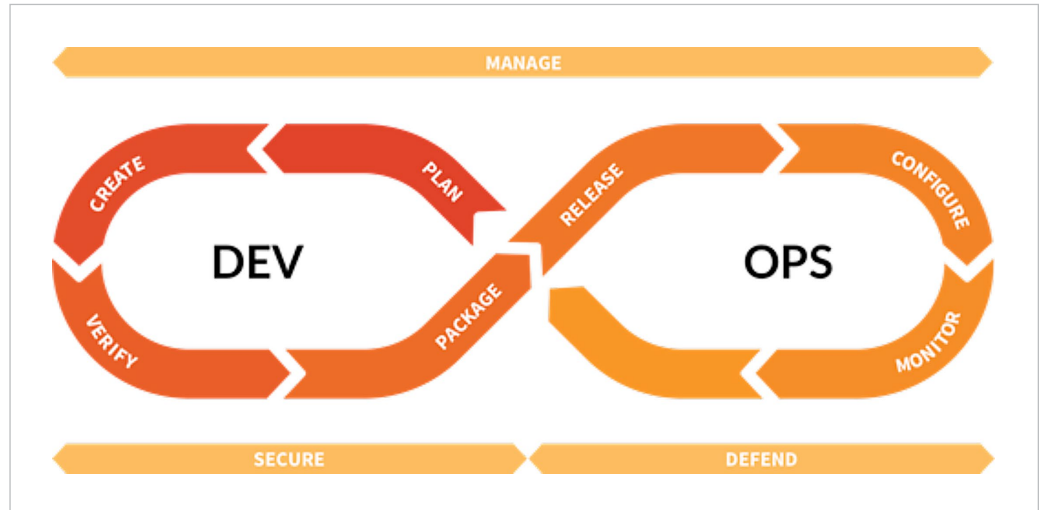 MANAGE
CREATE
PLAN
RELEASE
CONFIGURE
DEV
OPS
VERIFY
PACKAGE
MONITOR
SECURE
DEFEND